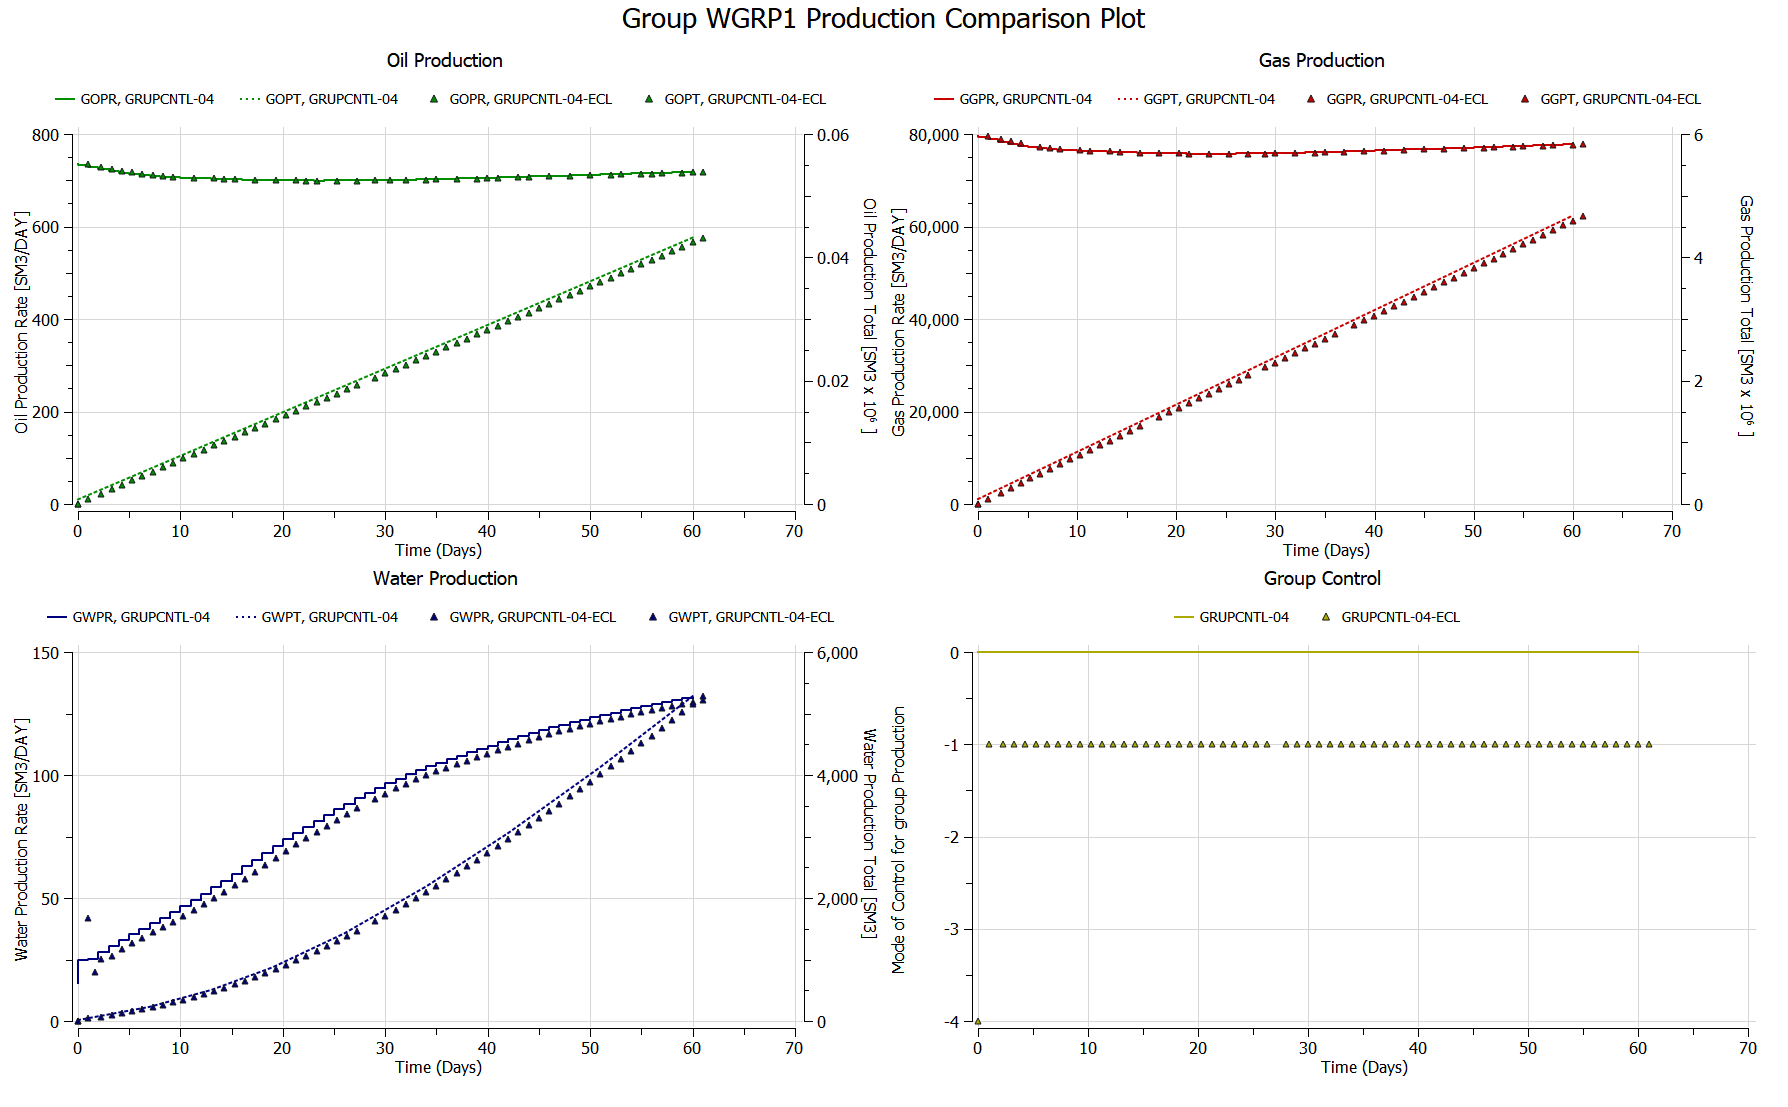 Group WGRP1 Production Comparison Plot
Oil Production
GOPR, GRUPCNTL-04 GOPT, GRUPCNTL-04 GOPR, GRUPCNTL-04-ECL GOPT, GRUPCNTL-04-ECL
800
600
400
200
0
Oil Production Rate [SM3/DAY]
0.06
0.04
0.02
0
Oil Production Total [SM3 x 10⁶ ]
0 10 20 30 40 50 60 70
Time (Days)
Gas Production
GGPR, GRUPCNTL-04 GGPT, GRUPCNTL-04 GGPR, GRUPCNTL-04-ECL GGPT, GRUPCNTL-04-ECL
80,000
60,000
40,000
20,000
0
Gas Production Rate [SM3/DAY]
6
4
2
0
Gas Production Total [SM3 x 10⁶ ]
0 10 20 30 40 50 60 70
Time (Days)
Water Production
GWPR, GRUPCNTL-04 GWPT, GRUPCNTL-04 GWPR, GRUPCNTL-04-ECL GWPT, GRUPCNTL-04-ECL
150
100
50
0
Water Production Rate [SM3/DAY]
6,000
4,000
2,000
0
Water Production Total [SM3]
0 10 20 30 40 50 60 70
Time (Days)
Group Control
GRUPCNTL-04 GRUPCNTL-04-ECL
0
-1
-2
-3
-4
Mode of Control for group Production
0 10 20 30 40 50 60 70
Time (Days)